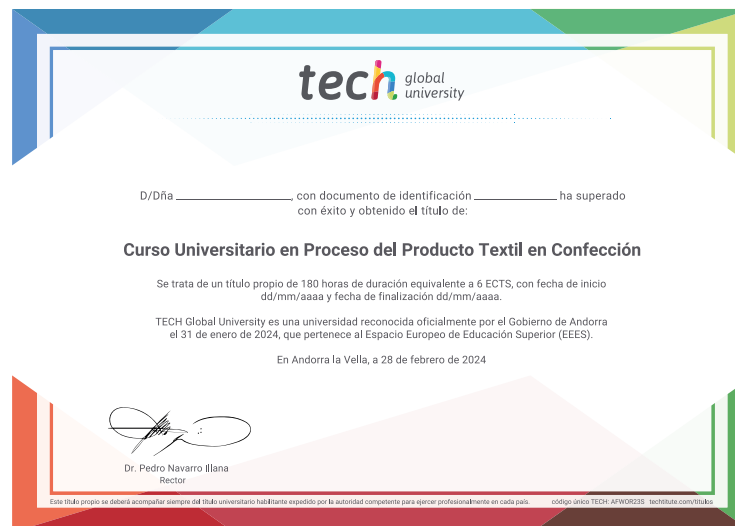 tech global university
D/Dña ____________________, con documento de identificación ______________ ha superado
con éxito y obtenido el título de:
Curso Universitario en Proceso del Producto Textil en Confección
Se trata de un título propio de 180 horas de duración equivalente a 6 ECTS, con fecha de inicio
dd/mm/aaaa y fecha de finalización dd/mm/aaaa.
TECH Global University es una universidad reconocida oficialmente por el Gobierno de Andorra
el 31 de enero de 2024, que pertenece al Espacio Europeo de Educación Superior (EEES).
En Andorra la Vella, a 28 de febrero de 2024
Dr. Pedro Navarro Illana
Rector
Este título propio se deberá acompañar siempre del título universitario habilitante expedido por la autoridad competente para ejercer profesionalmente en cada país. código único TECH: AFWOR23S techtitute.com/titulos